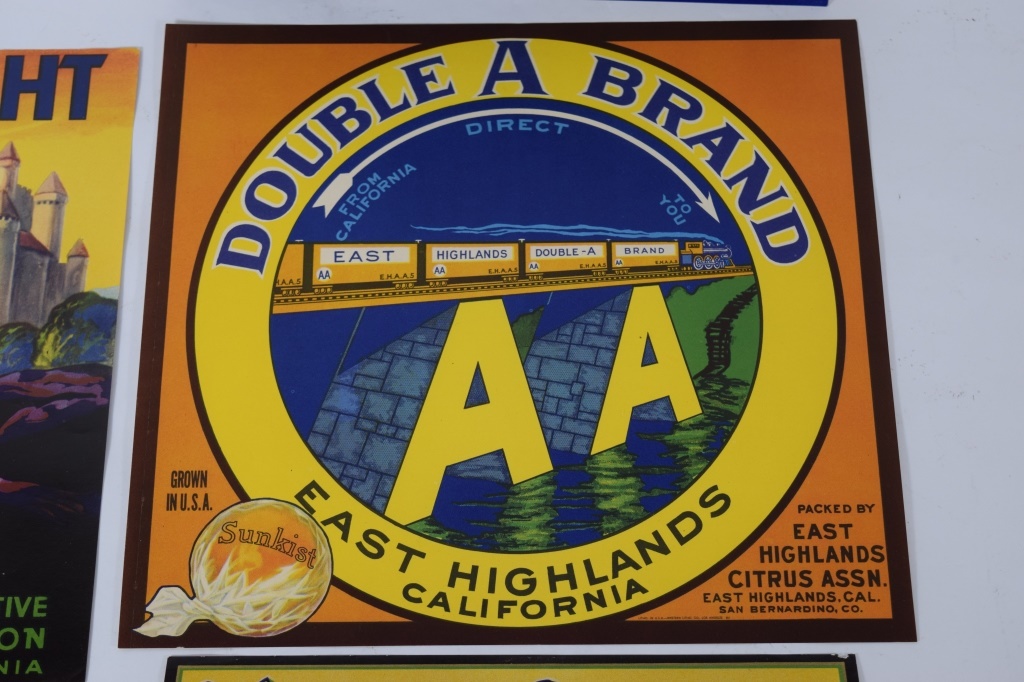 HT
TIVE
ON
NIA
DOUBLE A BRAND
DIRECT
FROM
CALIFORNIA
TO
YOU
A.A.S
EAST
AA
E.H.A.A.S
HIGHLANDS
AA
E.H.A.A.S
DOUBLE-A
AA
E.H.A.A.S
BRAND
AA
E.H.A.A.S
AA
EAST HIGHLANDS
CALIFORNIA
GROWN
IN U.S.A.
Sunkist
PACKED BY
EAST
HIGHLANDS
CITRUS ASSN.
EAST HIGHLANDS, CAL.
SAN BERNARDINO, CO.